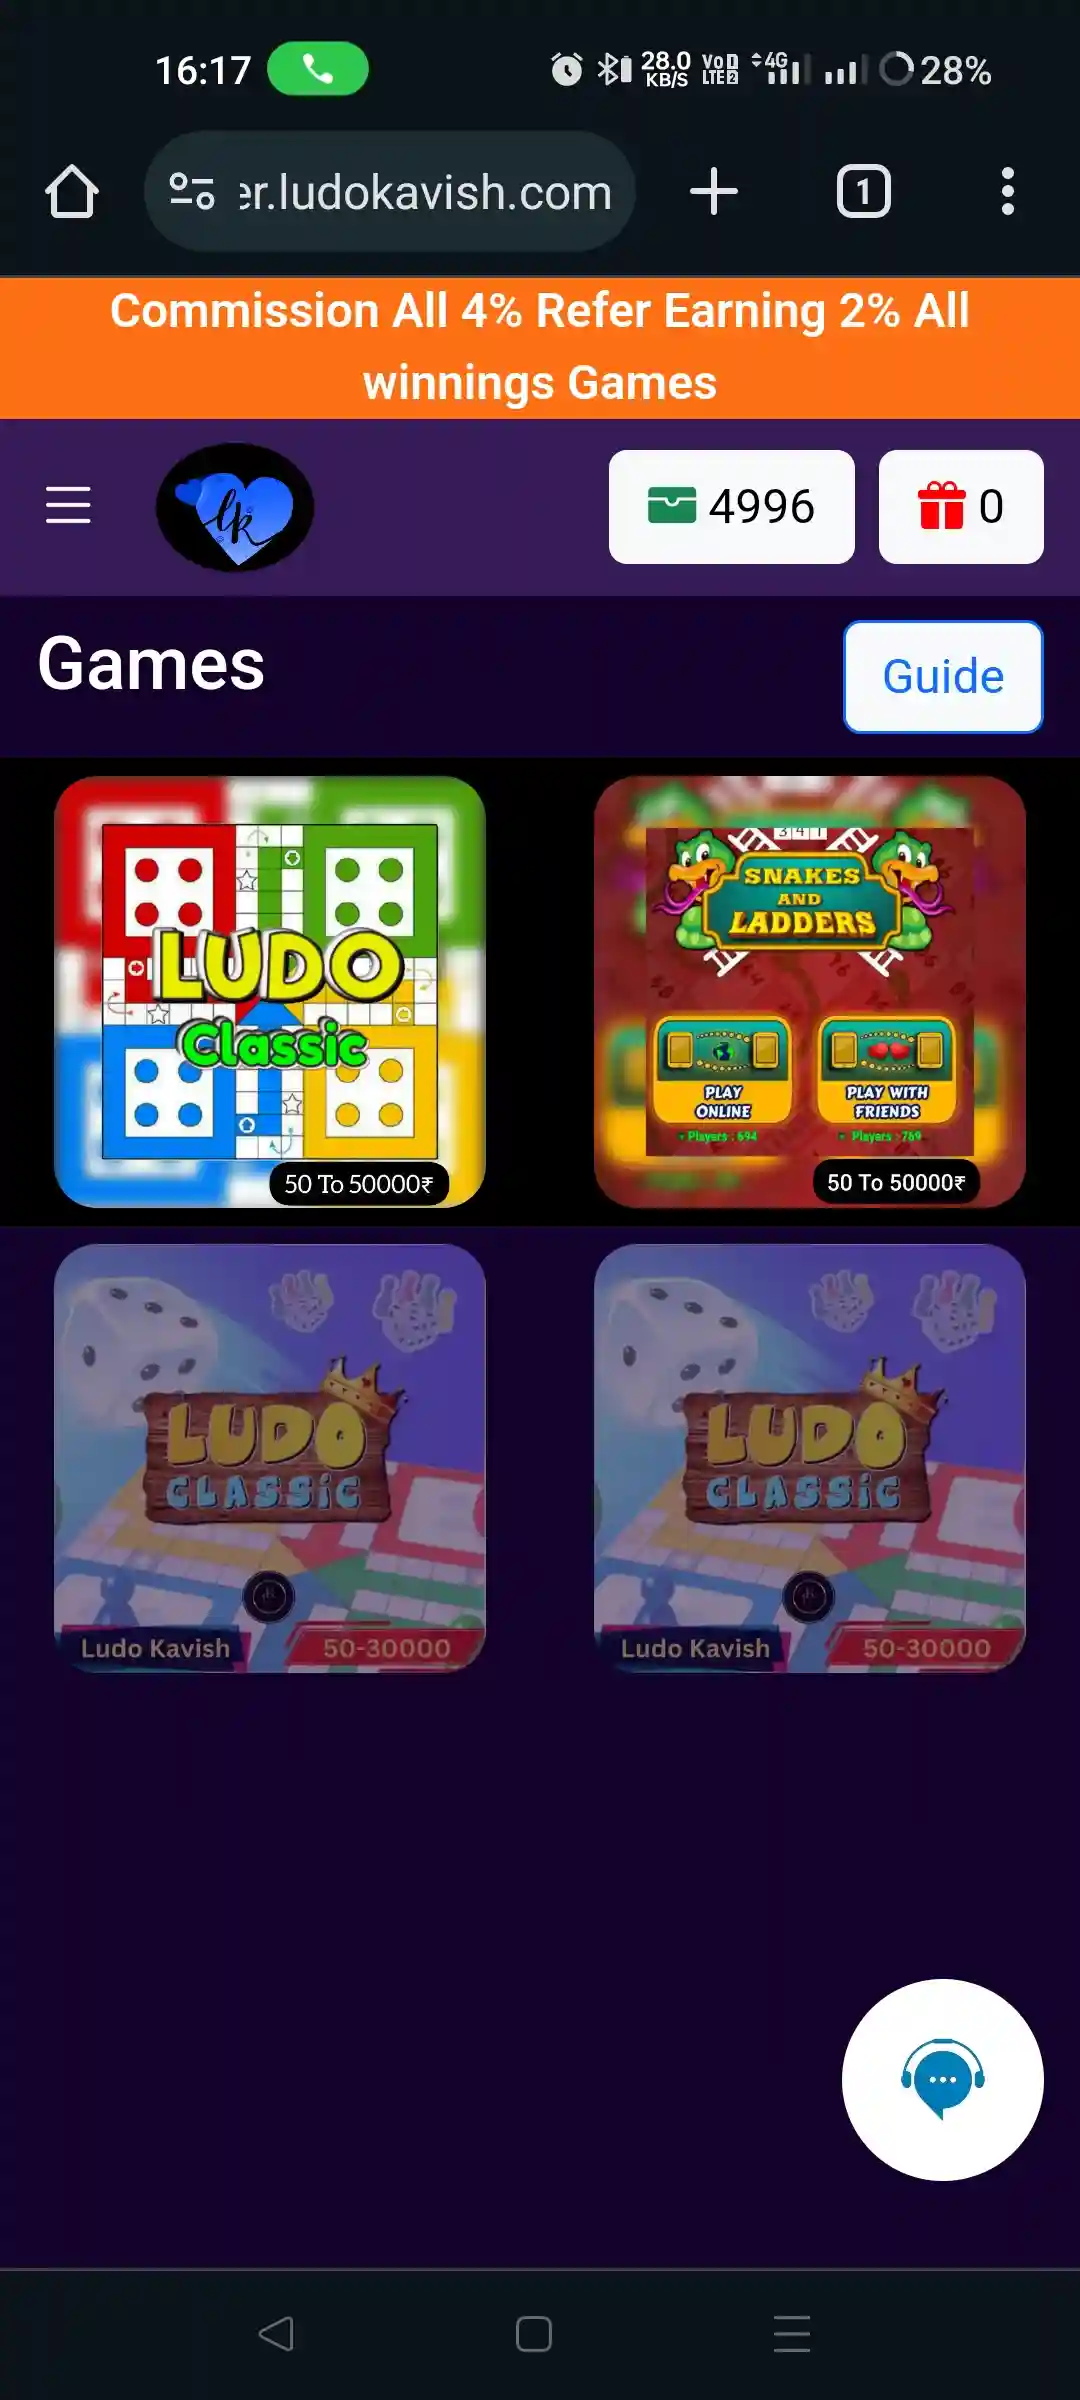 16:17
28.0
KB/S
VoD
LTE2
4G
28%
er.ludokavish.com
1
Commission All 4% Refer Earning 2% All
winnings Games
lk
4996
0
Games
Guide
LUDO
Classic
50 To 50000₹
SNAKES
AND
LADDERS
PLAY
ONLINE
PLAY WITH
FRIENDS
Players : 694
Players : 769
50 To 50000₹
LUDO
CLASSIC
Ludo Kavish
50-30000
LUDO
CLASSIC
Ludo Kavish
50-30000